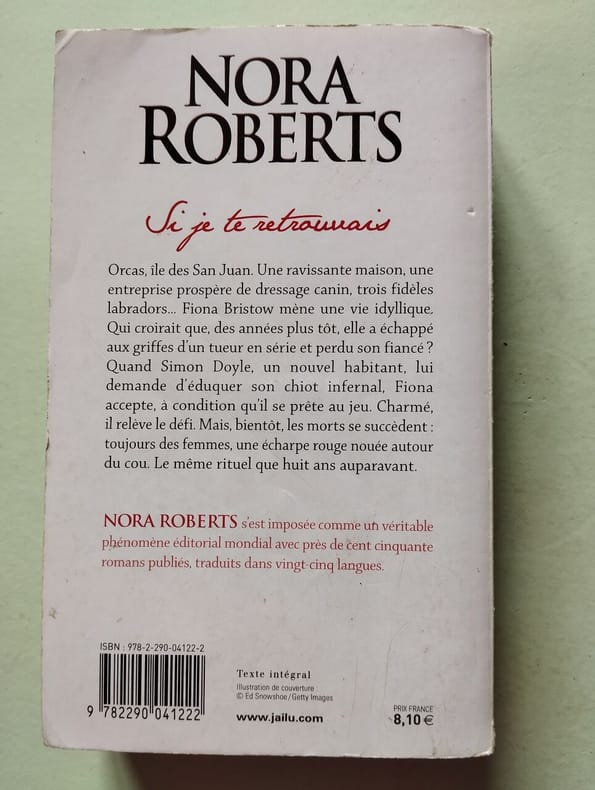 NORA
ROBERTS
Si je te retrouvais
Orcas, île des San Juan. Une ravissante maison, une
entreprise prospère de dressage canin, trois fidèles
labradors... Fiona Bristow mène une vie idyllique.
Qui croirait que, des années plus tôt, elle a échappé
aux griffes d'un tueur en série et perdu son fiancé ?
Quand Simon Doyle, un nouvel habitant, lui
demande d'éduquer son chiot infernal, Fiona
accepte, à condition qu'il se prête au jeu. Charmé,
il relève le défi. Mais, bientôt, les morts se succèdent :
toujours des femmes, une écharpe rouge nouée autour
du cou. Le même rituel que huit ans auparavant.
NORA ROBERTS s'est imposée comme un véritable
phénomène éditorial mondial avec près de cent cinquante
romans publiés, traduits dans vingt-cinq langues.
ISBN : 978-2-290-04122-2
9 782290 041222
Texte intégral
Illustration de couverture :
© Ed Snowshoe / Getty Images
www.jailu.com
PRIX FRANCE
8,10 €